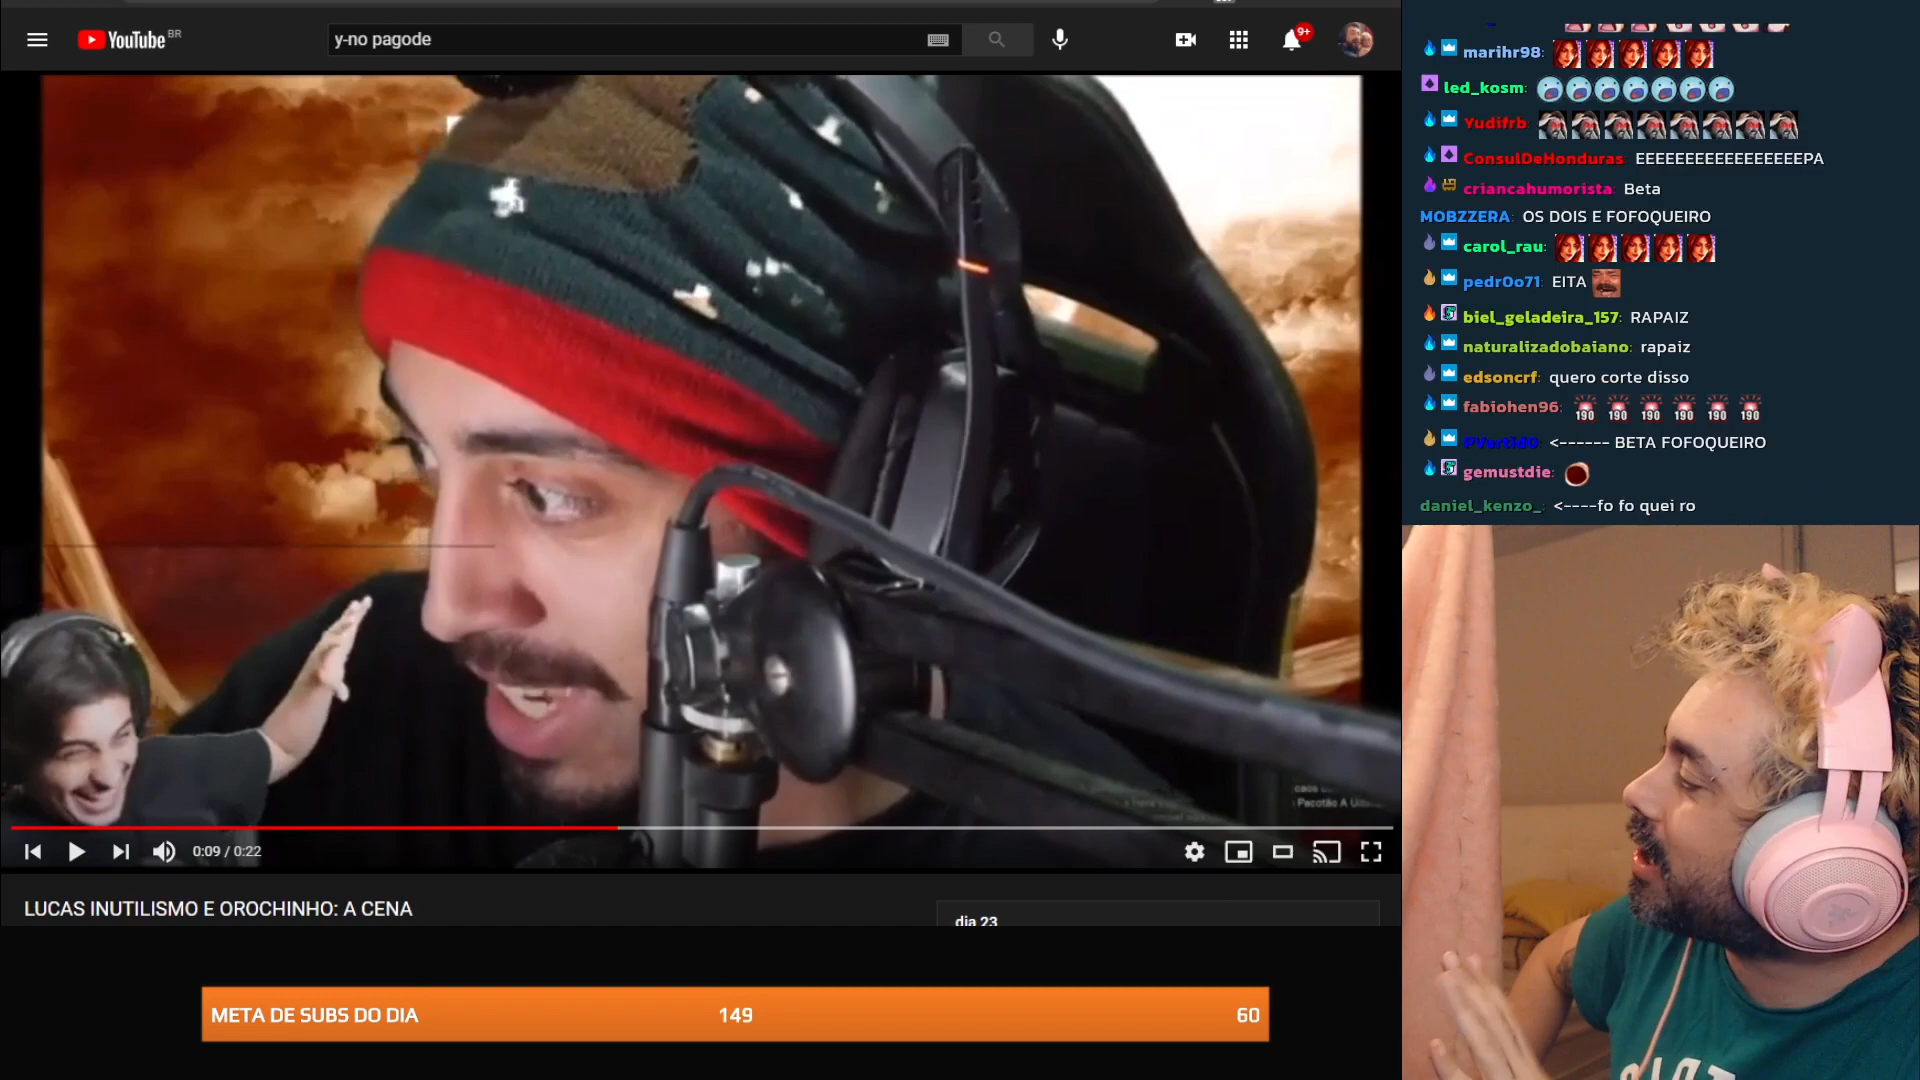 YouTube BR
y-no pagode
9+
marihr98:
led_kosm:
Yudifrb:
ConsulDeHonduras EEEEEEEEEEEEEEEEEPA
criancahumorista: Beta
MOBZZERA: OS DOIS E FOFOQUEIRO
carol_rau:
pedr0o71: EITA
biel_geladeira_157: RAPAIZ
naturalizadobaiano: rapaiz
edsoncrf: quero corte disso
fabiohen96: 190 190 190 190 190 190
PVertid0: <------ BETA FOFOQUEIRO
gemustdie:
daniel_kenzo_: <----fo fo quei ro
0:09 / 0:22
LUCAS INUTILISMO E OROCHINHO: A CENA
dia 23
META DE SUBS DO DIA 149 60